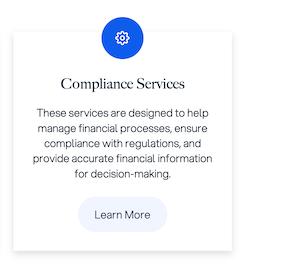 Compliance Services
These services are designed to help
manage financial processes, ensure
compliance with regulations, and
provide accurate financial information
for decision-making.
Learn More